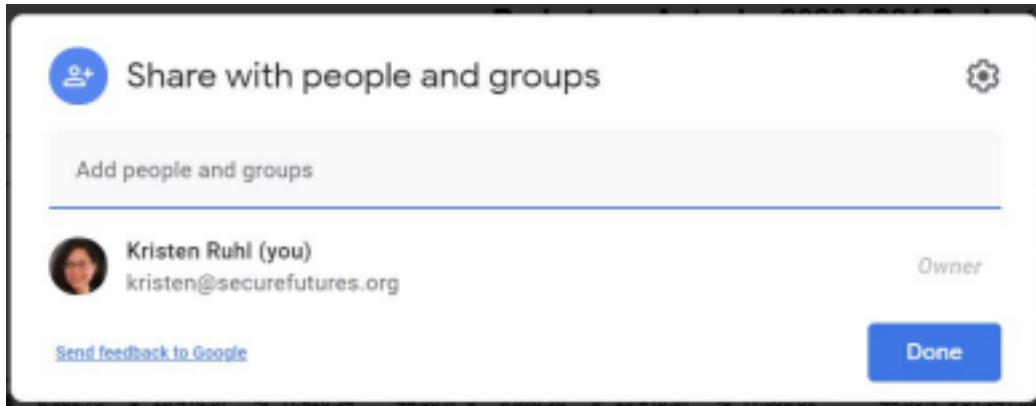 Share with people and groups
Add people and groups
Kristen Ruhl (you)
kristen@securefutures.org
Owner
Send feedback to Google
Done